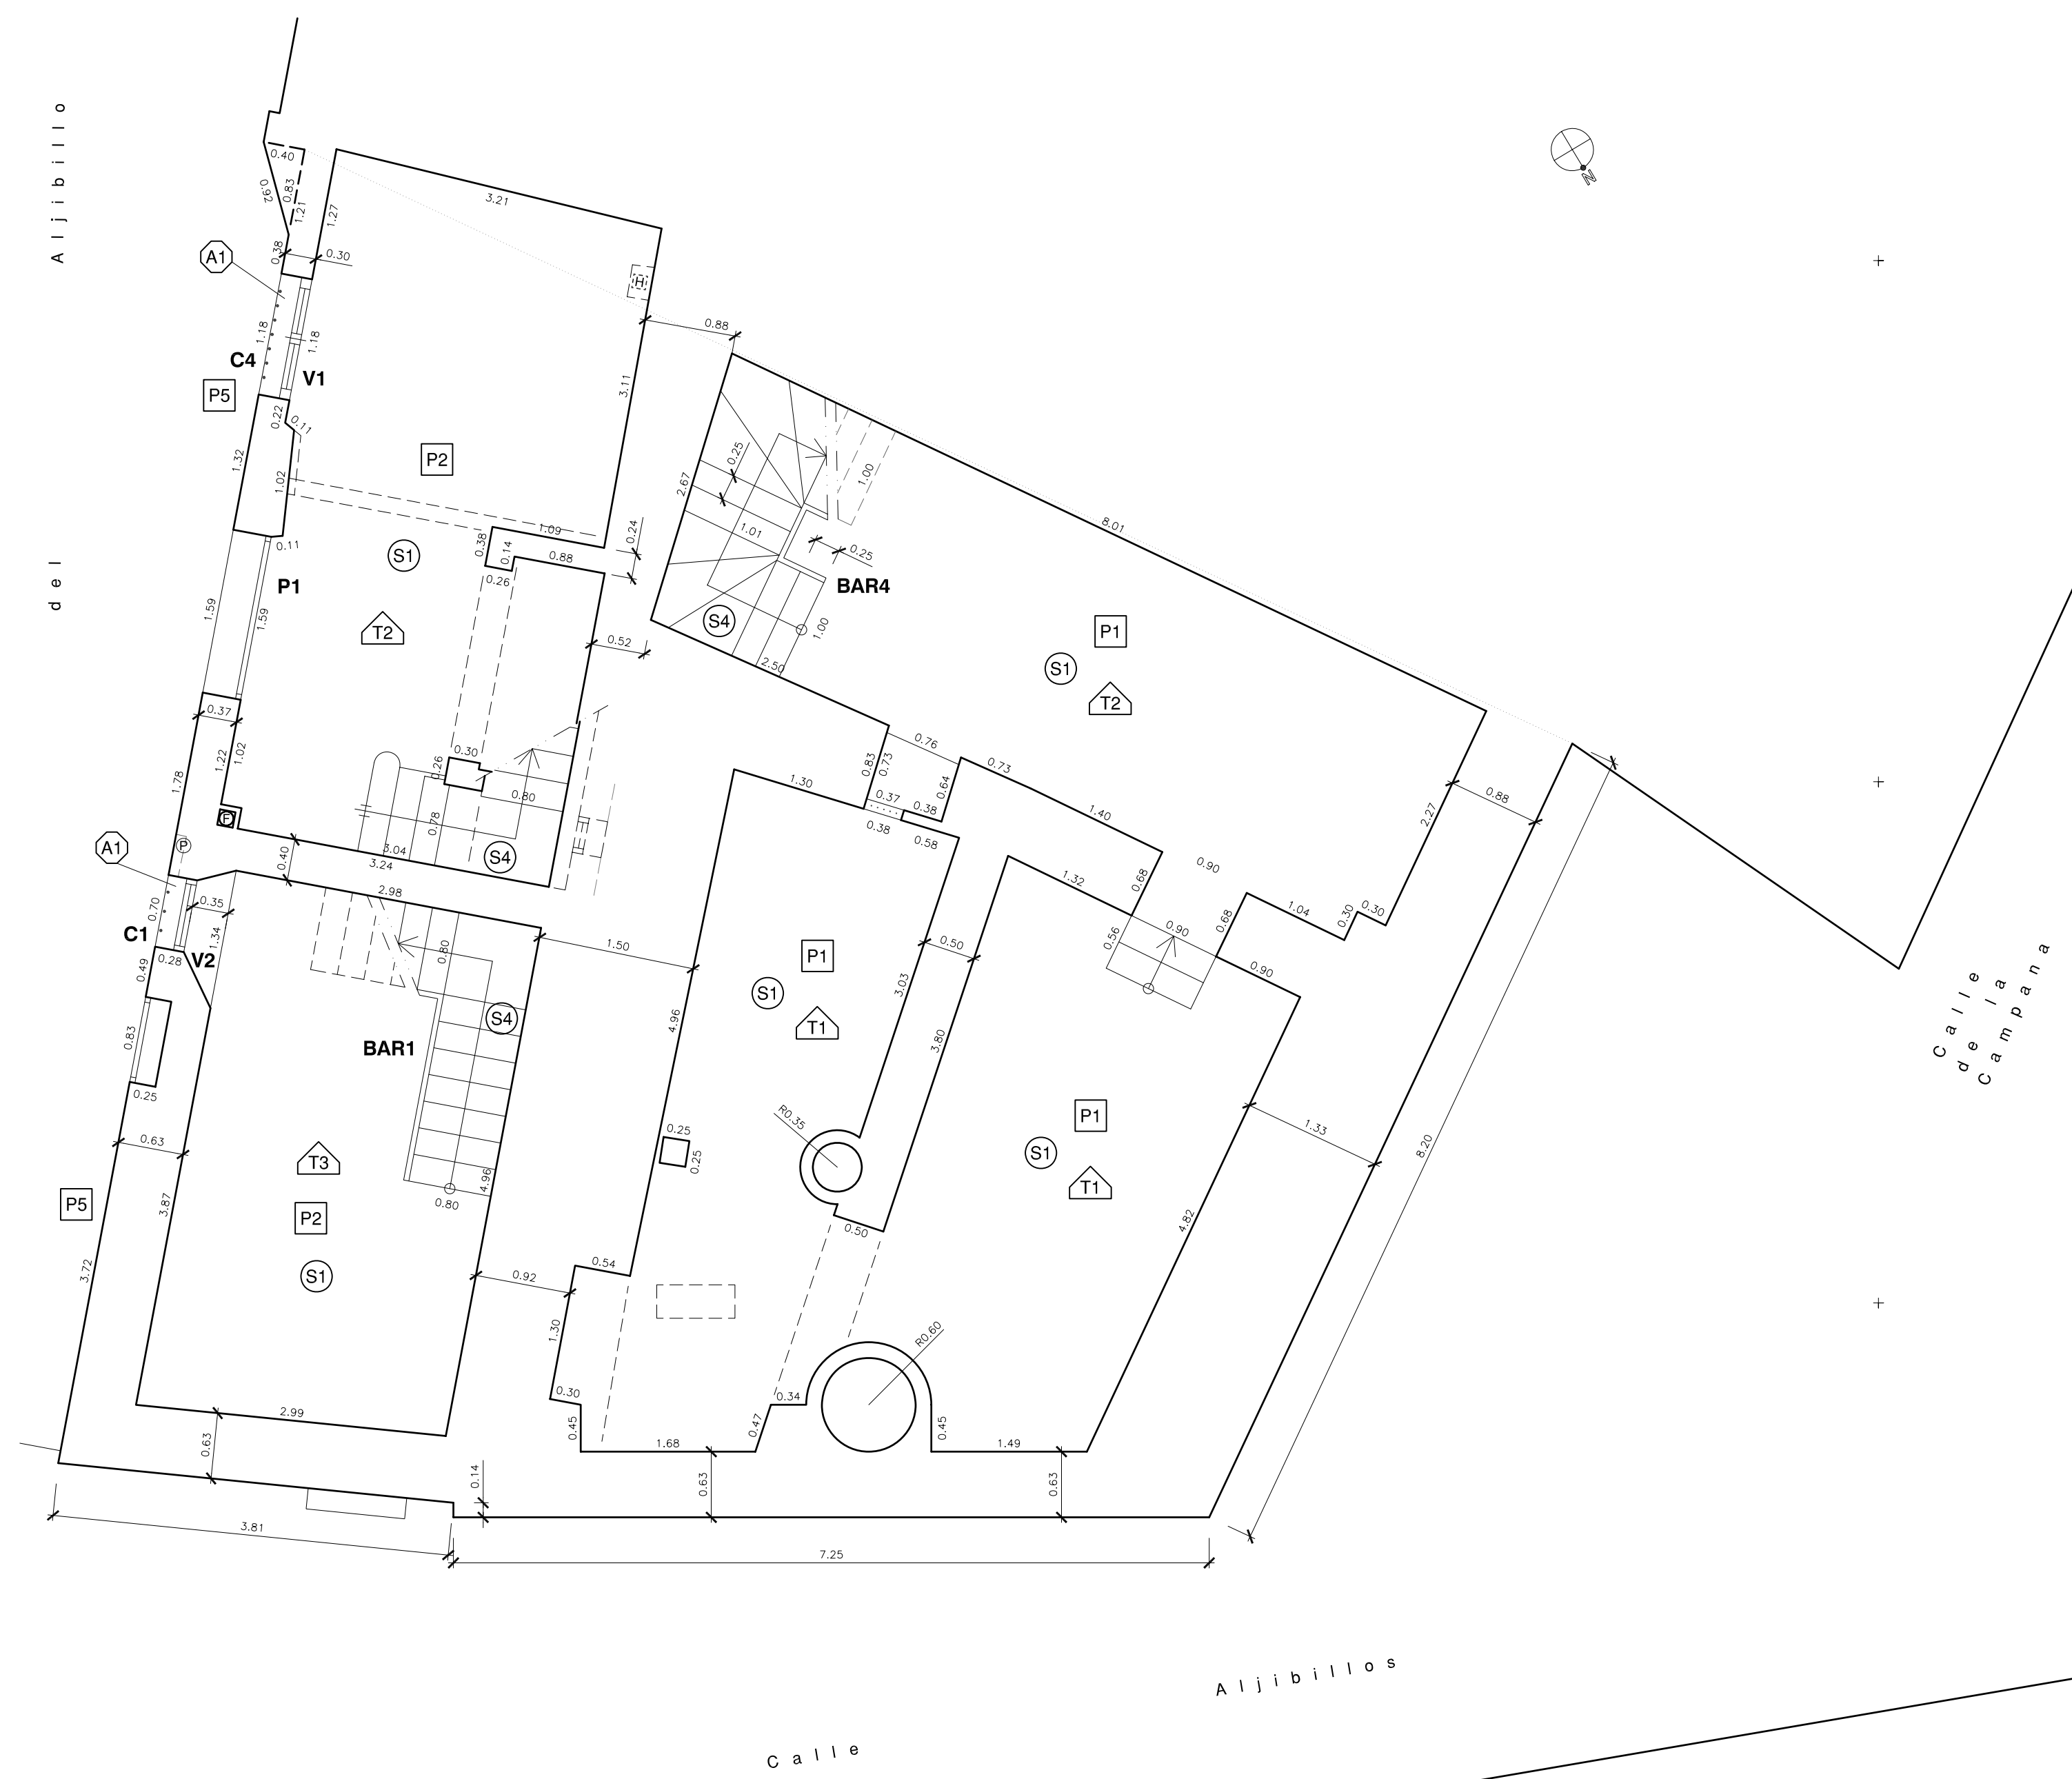 Aljibillo
del
0.40
0.92
0.83
1.21
1.27
3.21
0.38
0.30
A1
1.18
1.18
C4
V1
P5
H
0.88
0.22
0.11
3.11
1.32
1.02
P2
0.25
2.67
1.01
1.00
8.01
0.11
S1
0.38
0.14
1.09
0.88
0.26
0.24
0.25
P1
BAR4
1.59
1.59
T2
S4
1.00
0.52
2.50
P1
S1
T2
0.37
1.22
1.02
1.78
F
P
0.30
0.26
0.80
0.78
3.04
3.24
S4
0.40
1.30
0.83
0.73
0.76
0.73
0.64
0.37
0.38
0.38
0.58
1.40
0.90
0.68
1.32
2.27
0.88
A1
2.98
0.70
0.35
1.34
C1
V2
0.28
0.49
0.80
1.50
0.50
0.56
0.90
0.68
1.04
0.30
0.30
0.90
P1
S1
T1
3.03
S4
4.96
BAR1
3.80
0.83
0.25
0.63
T3
P2
S1
P5
3.87
4.96
0.80
0.25
0.25
R0.35
0.50
P1
S1
T1
1.33
8.20
4.82
3.72
0.92
0.54
1.30
0.30
0.45
0.47
0.34
R0.60
0.45
2.99
0.63
1.68
1.49
0.14
0.63
0.63
3.81
7.25
N
Calle
de la
Campana
Calle
Aljibillos